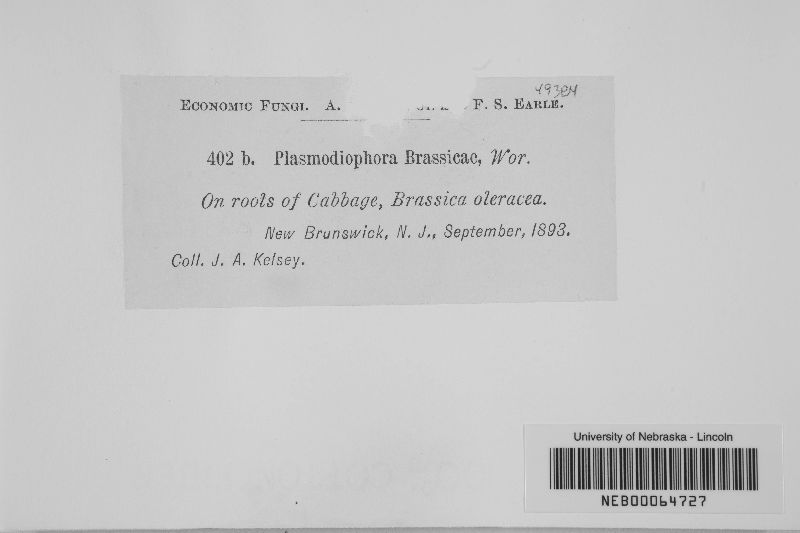 49384
Economic Fungi. A. F. S. Earle.
402 b. Plasmodiophora Brassicae, Wor.
On roots of Cabbage, Brassica oleracea.
New Brunswick, N. J., September, 1893.
Coll. J. A. Kelsey.
University of Nebraska - Lincoln
NEB00064727